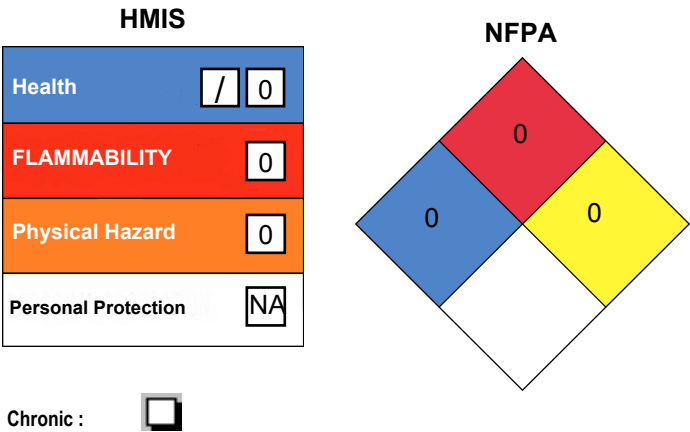 HMIS
Health / 0
FLAMMABILITY 0
Physical Hazard 0
Personal Protection NA
Chronic :
NFPA
0
0 0